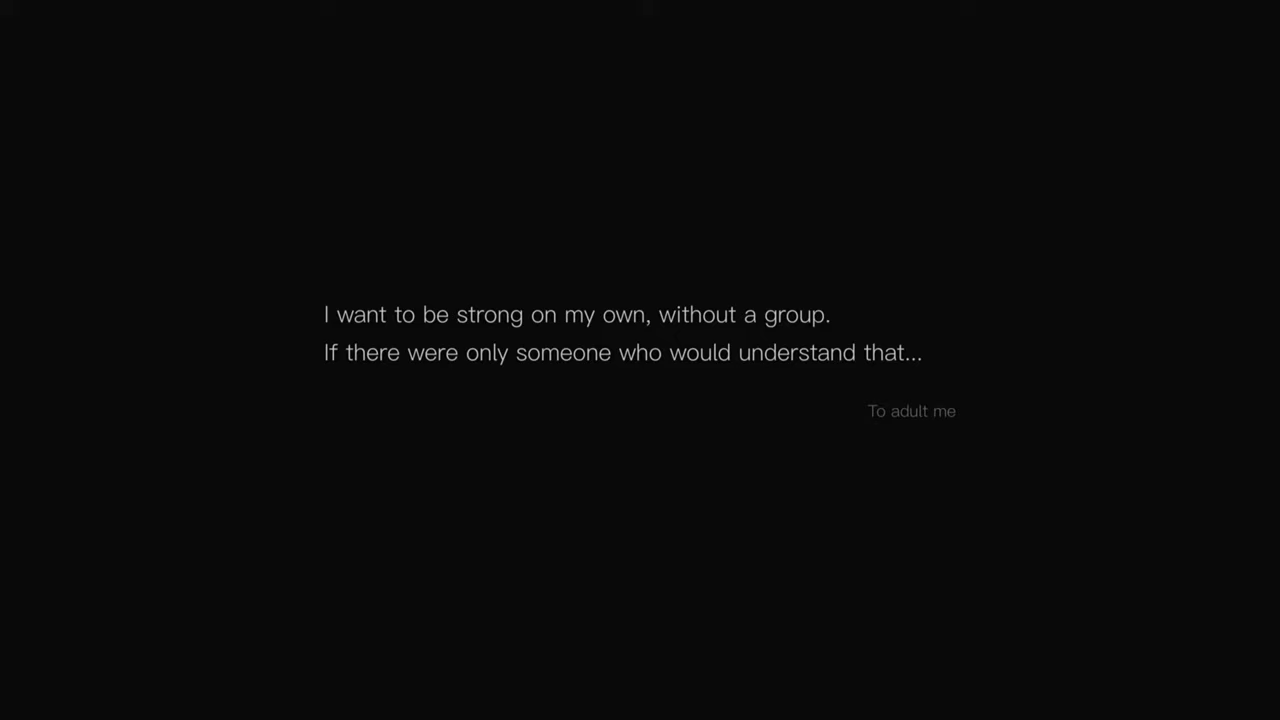 I want to be strong on my own, without a group.
If there were only someone who would understand that...
To adult me